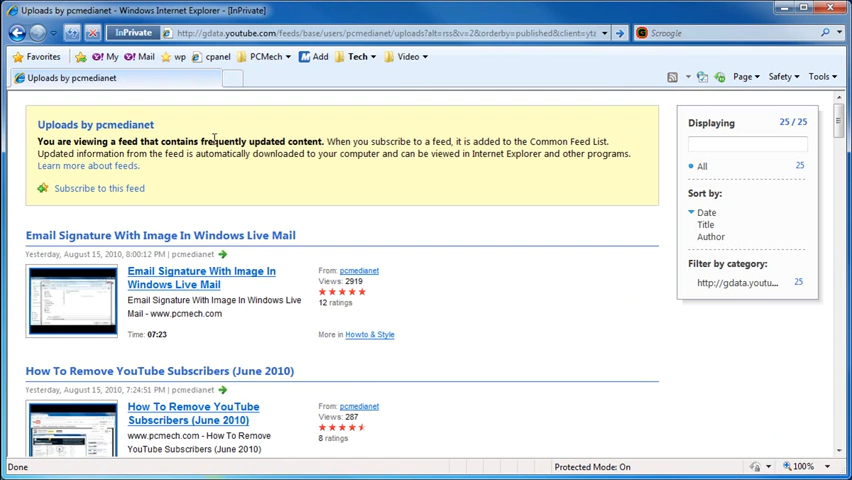 Uploads by pcmedianet - Windows Internet Explorer - [InPrivate]
InPrivate http://gdata.youtube.com/feeds/base/users/pcmedianet/uploads?alt=rss&v=2&orderby=published&client=yta Scroogle
Favorites My Mail wp cpanel PCMech Add Tech Video
Uploads by pcmedianet Page Safety Tools
Uploads by pcmedianet
You are viewing a feed that contains frequently updated content. When you subscribe to a feed, it is added to the Common Feed List.
Updated information from the feed is automatically downloaded to your computer and can be viewed in Internet Explorer and other programs.
Learn more about feeds.
Subscribe to this feed
Displaying 25 / 25
All 25
Sort by:
Date
Title
Author
Filter by category:
http://gdata.youtu... 25
Email Signature With Image In Windows Live Mail
Yesterday, August 15, 2010, 8:00:12 PM | pcmedianet
Email Signature With Image In
Windows Live Mail
Email Signature With Image In Windows Live
Mail - www.pcmech.com
Time: 07:23
From: pcmedianet
Views: 2919
12 ratings
More in Howto & Style
How To Remove YouTube Subscribers (June 2010)
Yesterday, August 15, 2010, 7:24:51 PM | pcmedianet
How To Remove YouTube
Subscribers (June 2010)
www.pcmech.com - How To Remove
YouTube Subscribers (June 2010)
From: pcmedianet
Views: 287
8 ratings
Done Protected Mode: On 100%